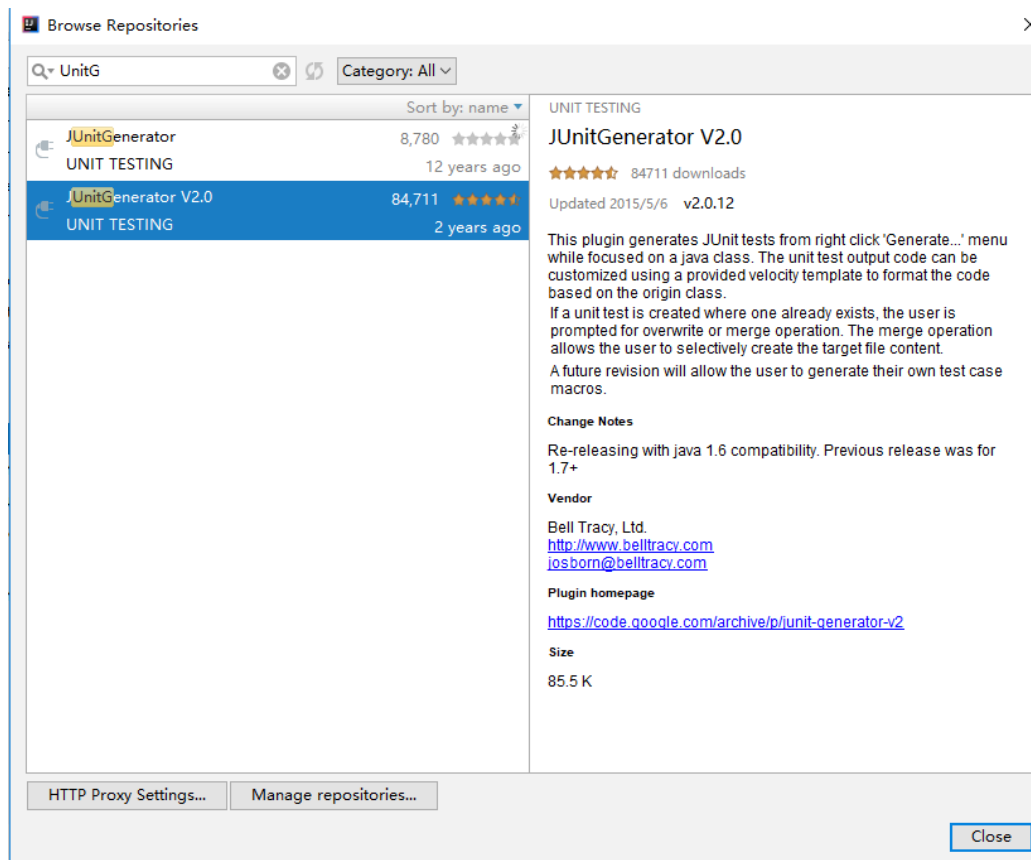 Browse Repositories
UnitG
Category: All
Sort by: name
JUnitGenerator 8,780
UNIT TESTING 12 years ago
JUnitGenerator V2.0 84,711
UNIT TESTING 2 years ago
UNIT TESTING
JUnitGenerator V2.0
84711 downloads
Updated 2015/5/6 v2.0.12
This plugin generates JUnit tests from right click 'Generate...' menu
while focused on a java class. The unit test output code can be
customized using a provided velocity template to format the code
based on the origin class.
If a unit test is created where one already exists, the user is
prompted for overwrite or merge operation. The merge operation
allows the user to selectively create the target file content.
A future revision will allow the user to generate their own test case
macros.
Change Notes
Re-releasing with java 1.6 compatibility. Previous release was for
1.7+
Vendor
Bell Tracy, Ltd.
http://www.belltracy.com
josborn@belltracy.com
Plugin homepage
https://code.google.com/archive/p/junit-generator-v2
Size
85.5 K
HTTP Proxy Settings...
Manage repositories...
Close